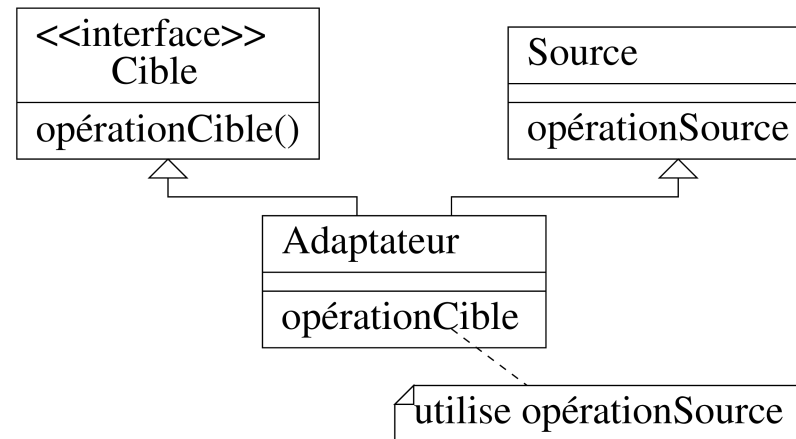 <<interface>>
Cible
opérationCible()
Source
opérationSource
Adaptateur
opérationCible
utilise opérationSource